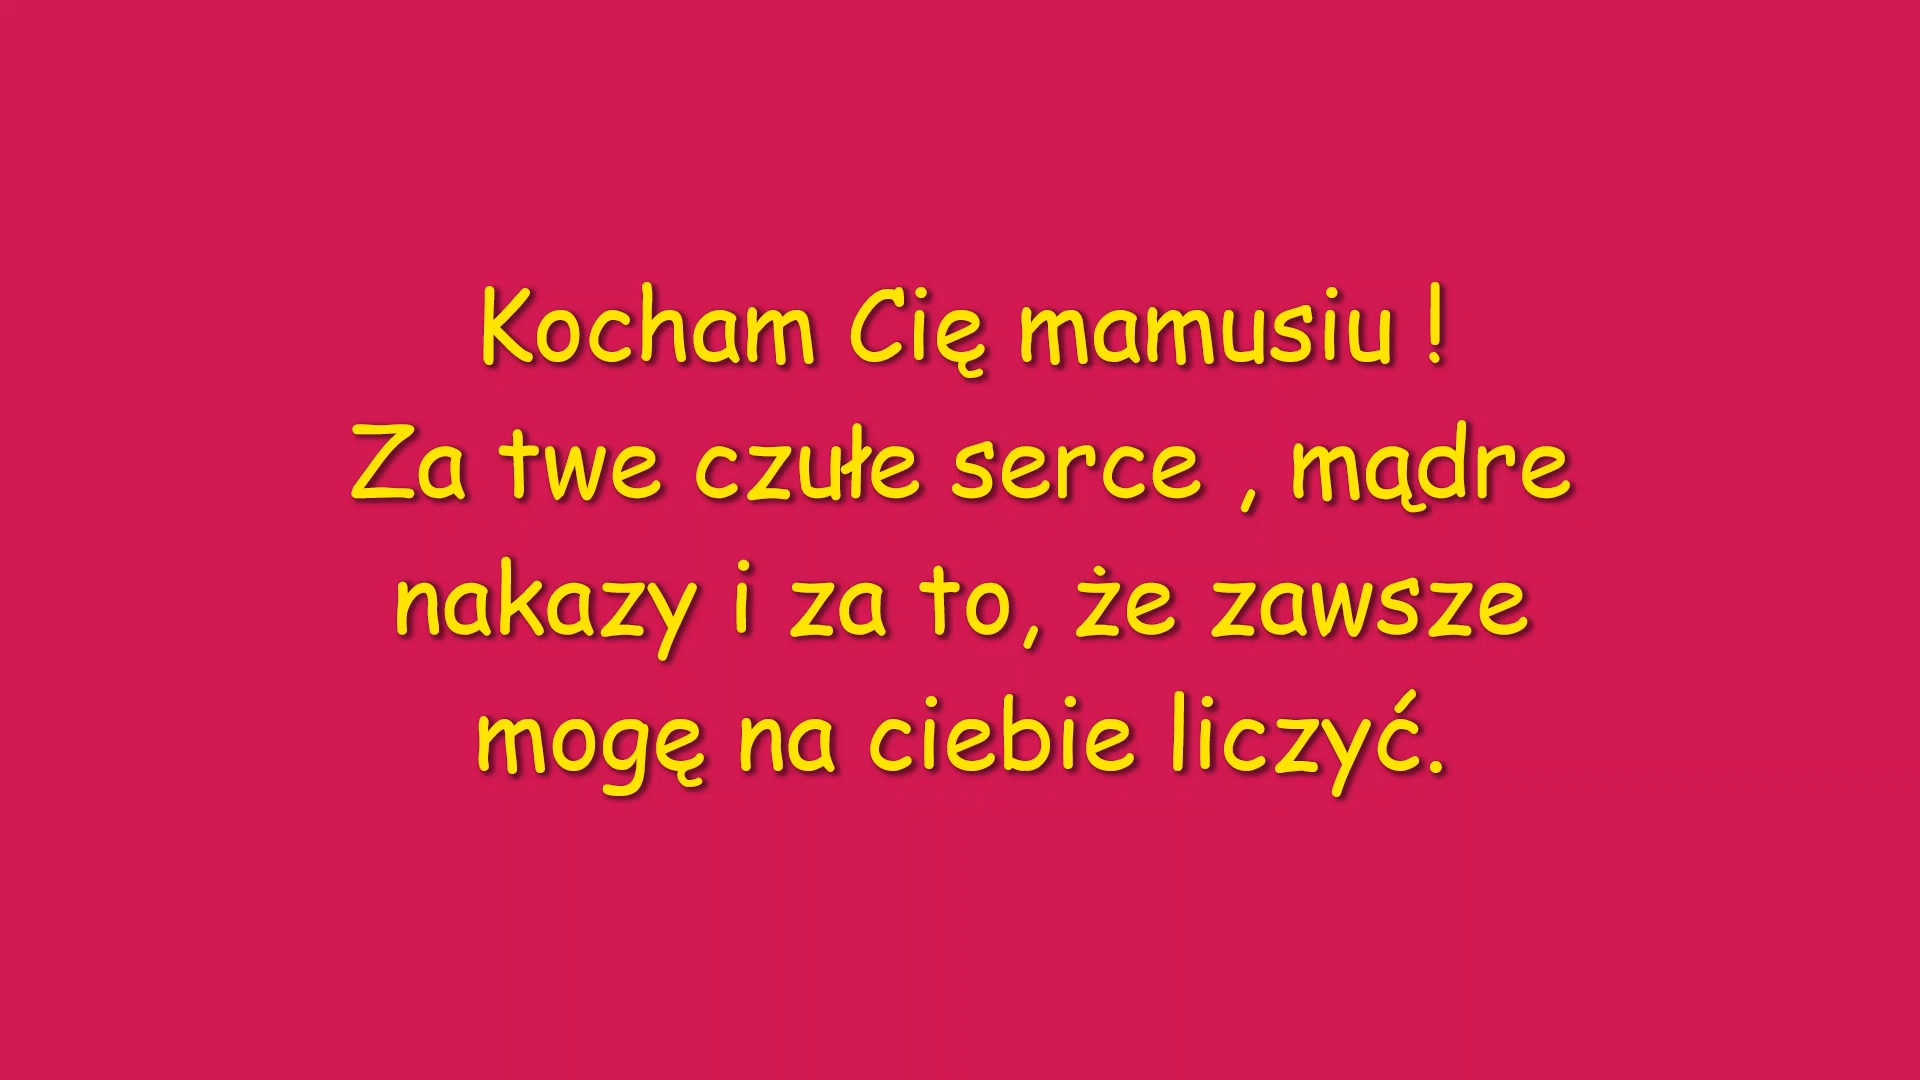 Kocham Cię mamusiu !
Za twe czułe serce , mądre
nakazy i za to, że zawsze
mogę na ciebie liczyć.